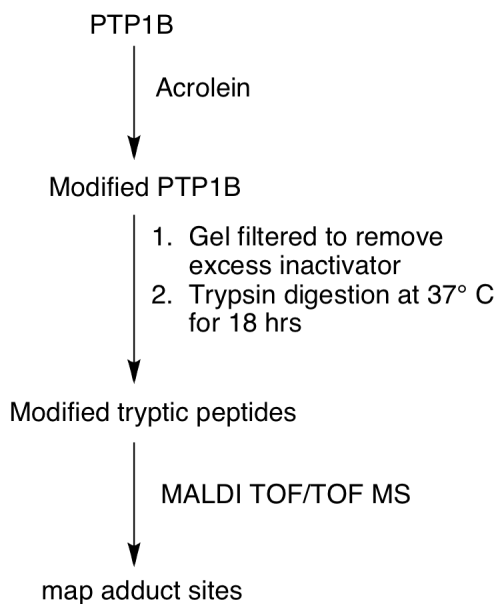 PTP1B
Acrolein
Modified PTP1B
1. Gel filtered to remove
excess inactivator
2. Trypsin digestion at 37° C
for 18 hrs
Modified tryptic peptides
MALDI TOF/TOF MS
map adduct sites